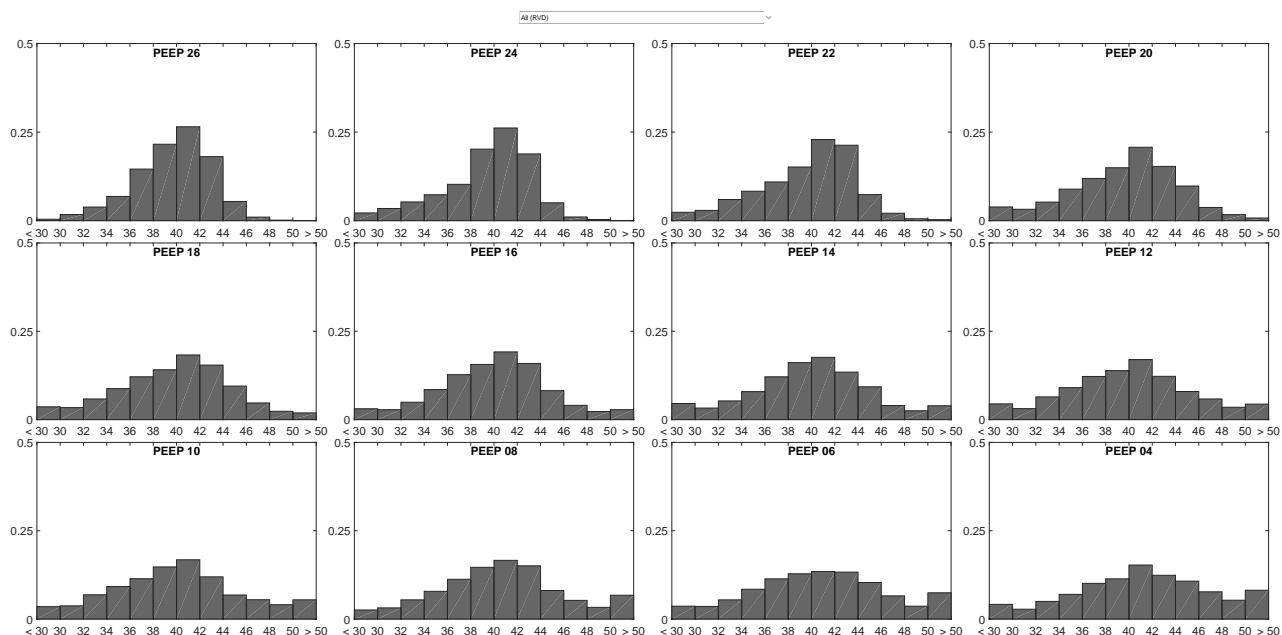 All (RVD)
0.5 PEEP 26 0.5 PEEP 24 0.5 PEEP 22 0.5 PEEP 20
0.25 0.25 0.25 0.25
0 0 0 0
< 30 30 32 34 36 38 40 42 44 46 48 50 > 50 < 30 30 32 34 36 38 40 42 44 46 48 50 > 50 < 30 30 32 34 36 38 40 42 44 46 48 50 > 50 < 30 30 32 34 36 38 40 42 44 46 48 50 > 50
0.5 PEEP 18 0.5 PEEP 16 0.5 PEEP 14 0.5 PEEP 12
0.25 0.25 0.25 0.25
0 0 0 0
< 30 30 32 34 36 38 40 42 44 46 48 50 > 50 < 30 30 32 34 36 38 40 42 44 46 48 50 > 50 < 30 30 32 34 36 38 40 42 44 46 48 50 > 50 < 30 30 32 34 36 38 40 42 44 46 48 50 > 50
0.5 PEEP 10 0.5 PEEP 08 0.5 PEEP 06 0.5 PEEP 04
0.25 0.25 0.25 0.25
0 0 0 0
< 30 30 32 34 36 38 40 42 44 46 48 50 > 50 < 30 30 32 34 36 38 40 42 44 46 48 50 > 50 < 30 30 32 34 36 38 40 42 44 46 48 50 > 50 < 30 30 32 34 36 38 40 42 44 46 48 50 > 50